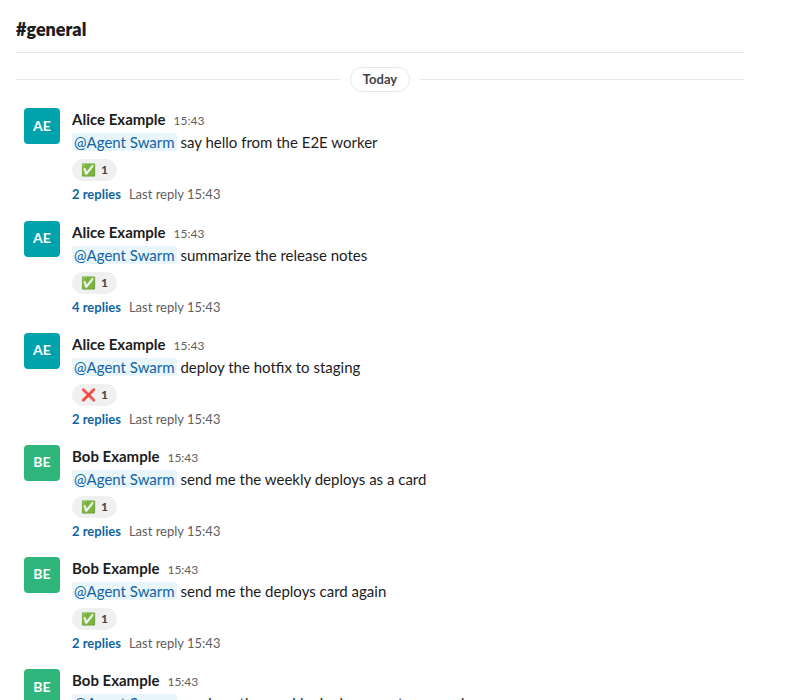 #general
Today
AE
Alice Example 15:43
@Agent Swarm say hello from the E2E worker
✅ 1
2 replies Last reply 15:43
AE
Alice Example 15:43
@Agent Swarm summarize the release notes
✅ 1
4 replies Last reply 15:43
AE
Alice Example 15:43
@Agent Swarm deploy the hotfix to staging
❌ 1
2 replies Last reply 15:43
BE
Bob Example 15:43
@Agent Swarm send me the weekly deploys as a card
✅ 1
2 replies Last reply 15:43
BE
Bob Example 15:43
@Agent Swarm send me the deploys card again
✅ 1
2 replies Last reply 15:43
BE
Bob Example 15:43